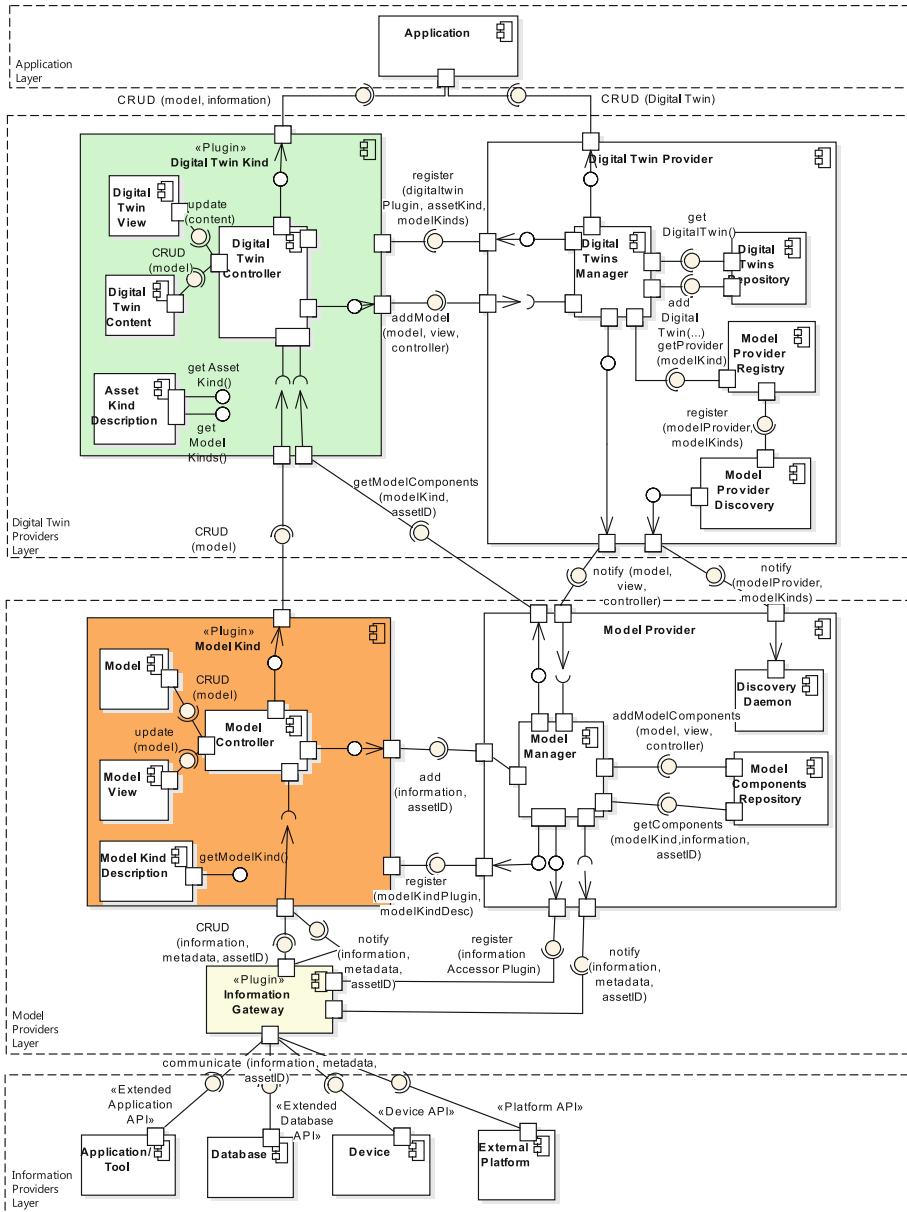 Application
Application
Layer
CRUD (model, information)
CRUD (Digital Twin)
«Plugin»
Digital Twin Kind
Digital Twin Provider
register
(digitaltwin
Plugin, assetKind,
modelKinds)
Digital
Twin
View
update
(content)
Digital
Twin
Controller
CRUD
(model)
Digital
Twin
Content
get
DigitalTwin()
Digital
Twins
Manager
Digital
Twins
Repository
add
Digital
Twin(...)
addModel
(model, view,
controller)
getProvider
(modelKind)
Model
Provider
Registry
get Asset
Kind()
Asset
Kind
Description
get
Model
Kinds()
register
(modelProvider,
modelKinds)
Model
Provider
Discovery
getModelComponents
(modelKind,
assetID)
Digital Twin
Providers
Layer
CRUD
(model)
notify (model,
view,
controller)
notify
(modelProvider,
modelKinds)
«Plugin»
Model Kind
Model Provider
Model
CRUD
(model)
Model
Controller
update
(model)
Model
View
Discovery
Daemon
Model
Manager
addModelComponents
(model, view,
controller)
Model
Components
Repository
add
(information,
assetID)
getComponents
(modelKind,information,
assetID)
Model Kind
Description
getModelKind()
register
(modelKindPlugin,
modelKindDesc)
CRUD
(information,
metadata, assetID)
notify
(information,
metadata,
assetID)
register
(information
Accessor Plugin)
notify
(information,
metadata,
assetID)
«Plugin»
Information
Gateway
Model
Providers
Layer
communicate (information, metadata,
assetID)
«Extended
Application
API»
«Extended
Database
API»
«Device API»
«Platform API»
Application/
Tool
Database
Device
External
Platform
Information
Providers
Layer